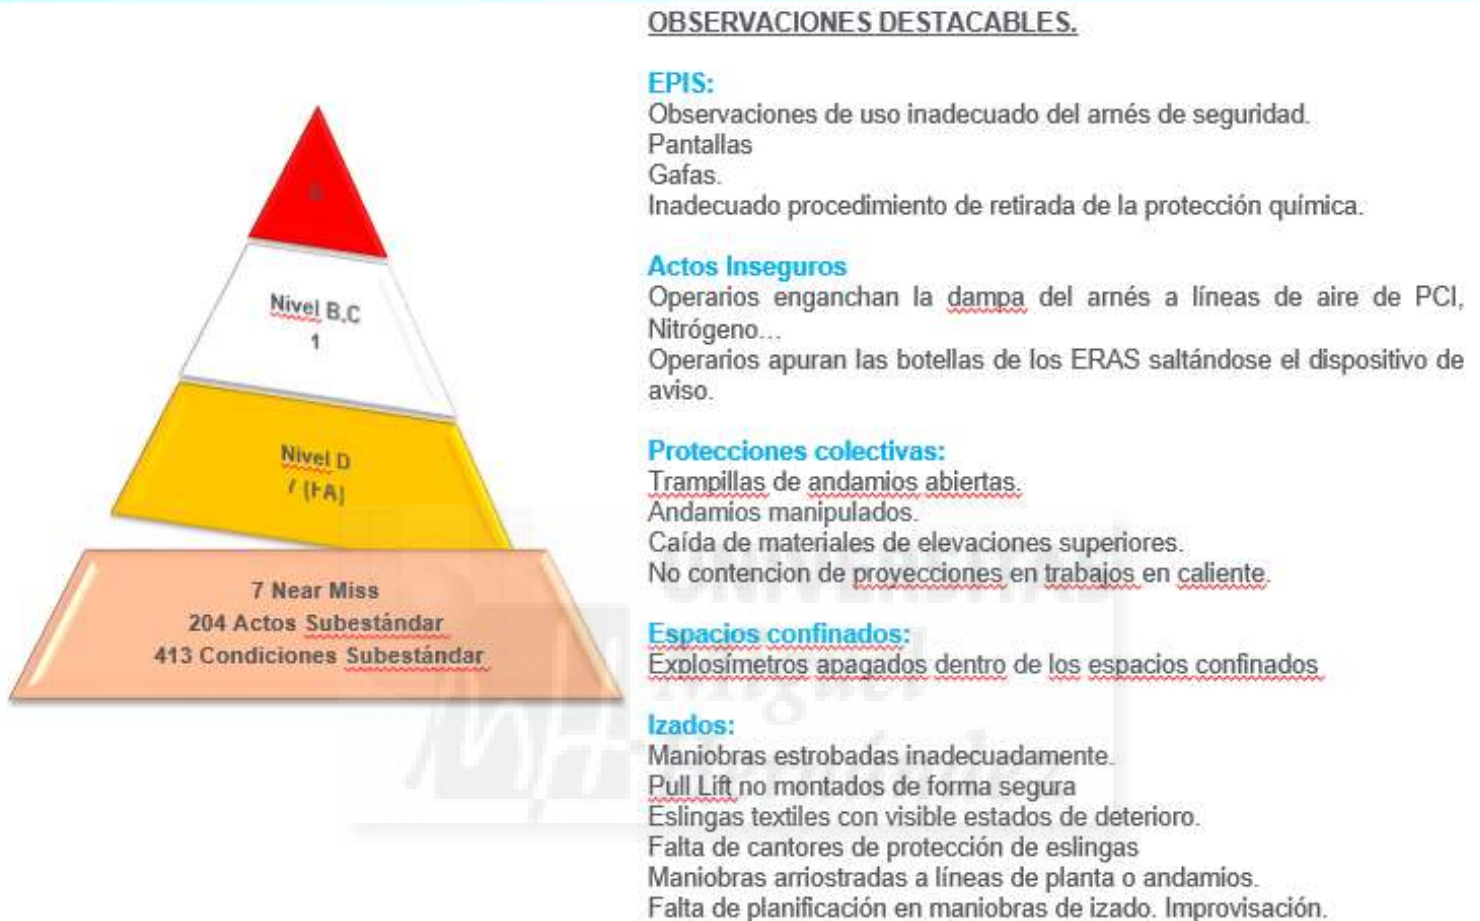 OBSERVACIONES DESTACABLES.
EPIS:
Observaciones de uso inadecuado del arnés de seguridad.
Pantallas
Gafas.
Inadecuado procedimiento de retirada de la protección química.
Actos Inseguros
Operarios enganchan la dampa del arnés a líneas de aire de PCI,
Nitrógeno...
Operarios apuran las botellas de los ERAS saltándose el dispositivo de
aviso.
Protecciones colectivas:
Trampillas de andamios abiertas.
Andamios manipulados.
Caída de materiales de elevaciones superiores.
No contencion de proyecciones en trabajos en caliente.
Espacios confinados:
Explosímetros apagados dentro de los espacios confinados
Izados:
Maniobras estrobadas inadecuadamente.
Pull Lift no montados de forma segura
Eslingas textiles con visible estados de deterioro.
Falta de cantores de protección de eslingas
Maniobras arriostradas a líneas de planta o andamios.
Falta de planificación en maniobras de izado. Improvisación.
Nivel B,C
1
Nivel D
7 (FA)
7 Near Miss
204 Actos Subestándar
413 Condiciones Subestándar
UNIVERSITAS
Miguel
Hernández